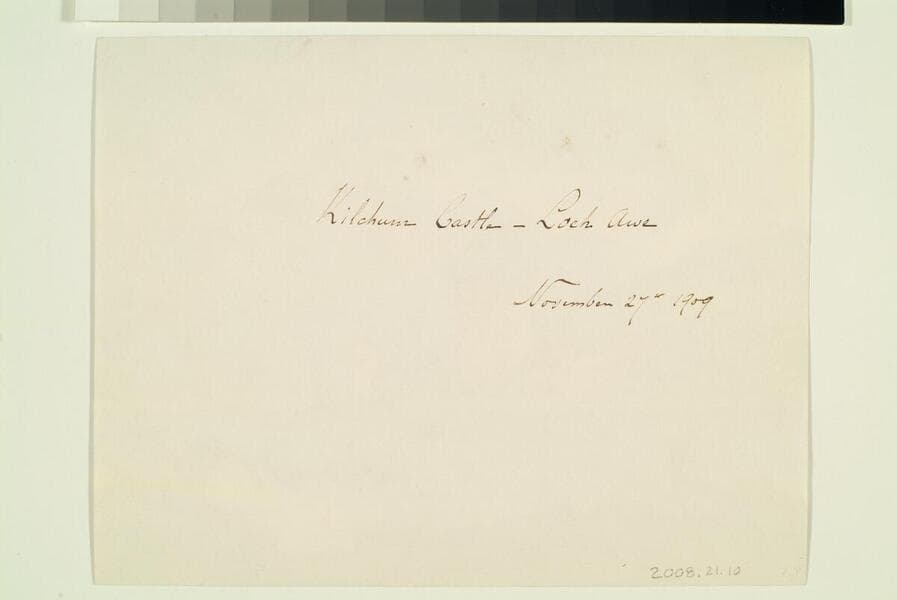 Kilchurn Castle - Loch Awe
November 27th 1909
2008.21.10